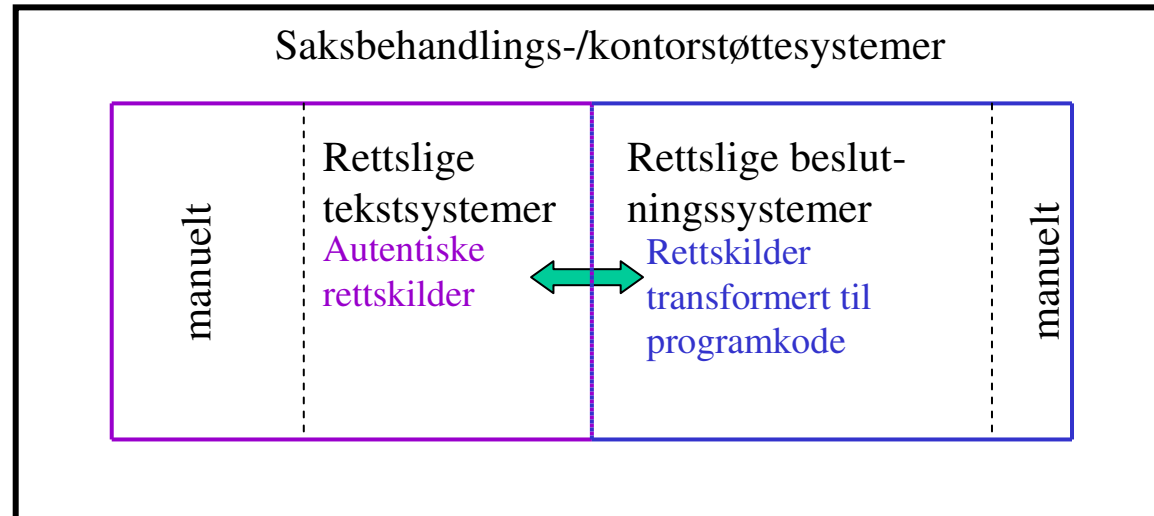 Saksbehandlings-/kontorstøttesystemer
manuelt
Rettslige
tekstsystemer
Autentiske
rettskilder
Rettslige beslut-
ningssystemer
Rettskilder
transformert til
programkode
manuelt